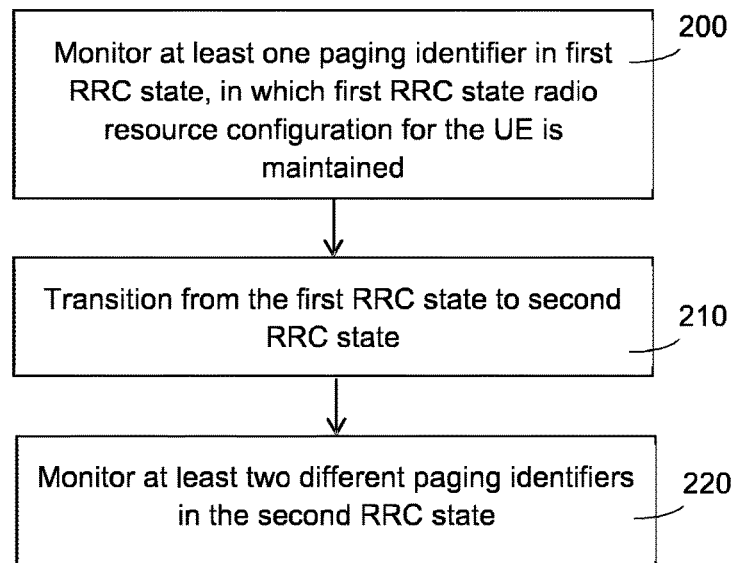 Monitor at least one paging identifier in first
RRC state, in which first RRC state radio
resource configuration for the UE is
maintained
200
Transition from the first RRC state to second
RRC state
210
Monitor at least two different paging identifiers
in the second RRC state
220